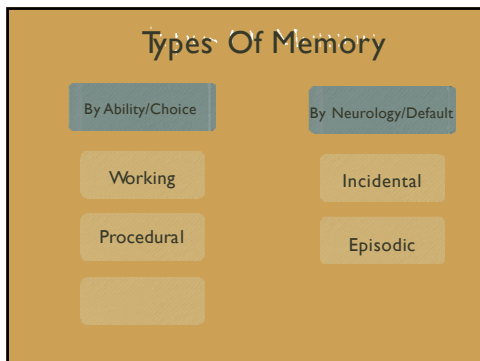 Types Of Memory
By Ability/Choice
By Neurology/Default
Working
Incidental
Procedural
Episodic